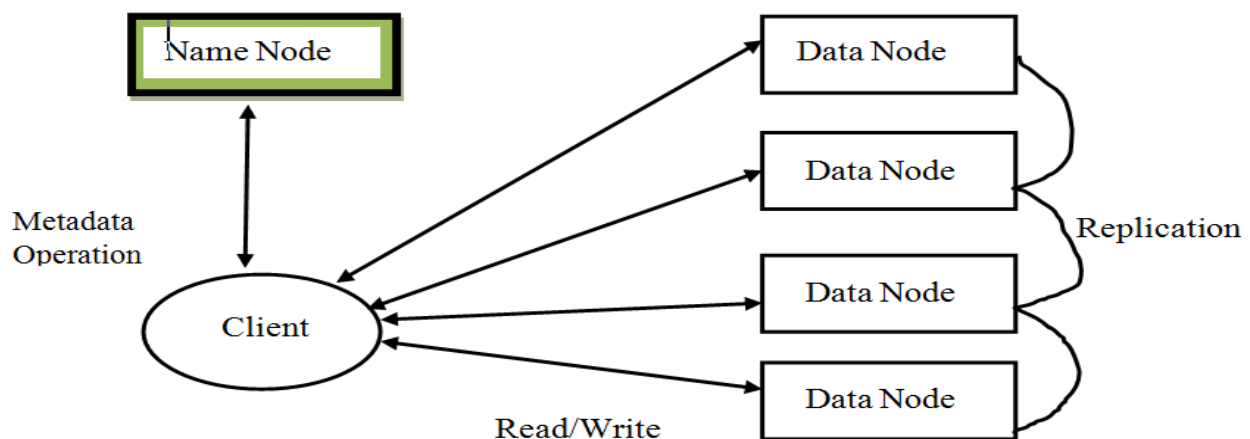 Name Node
Data Node
Data Node
Metadata
Operation
Replication
Data Node
Client
Data Node
Read/Write